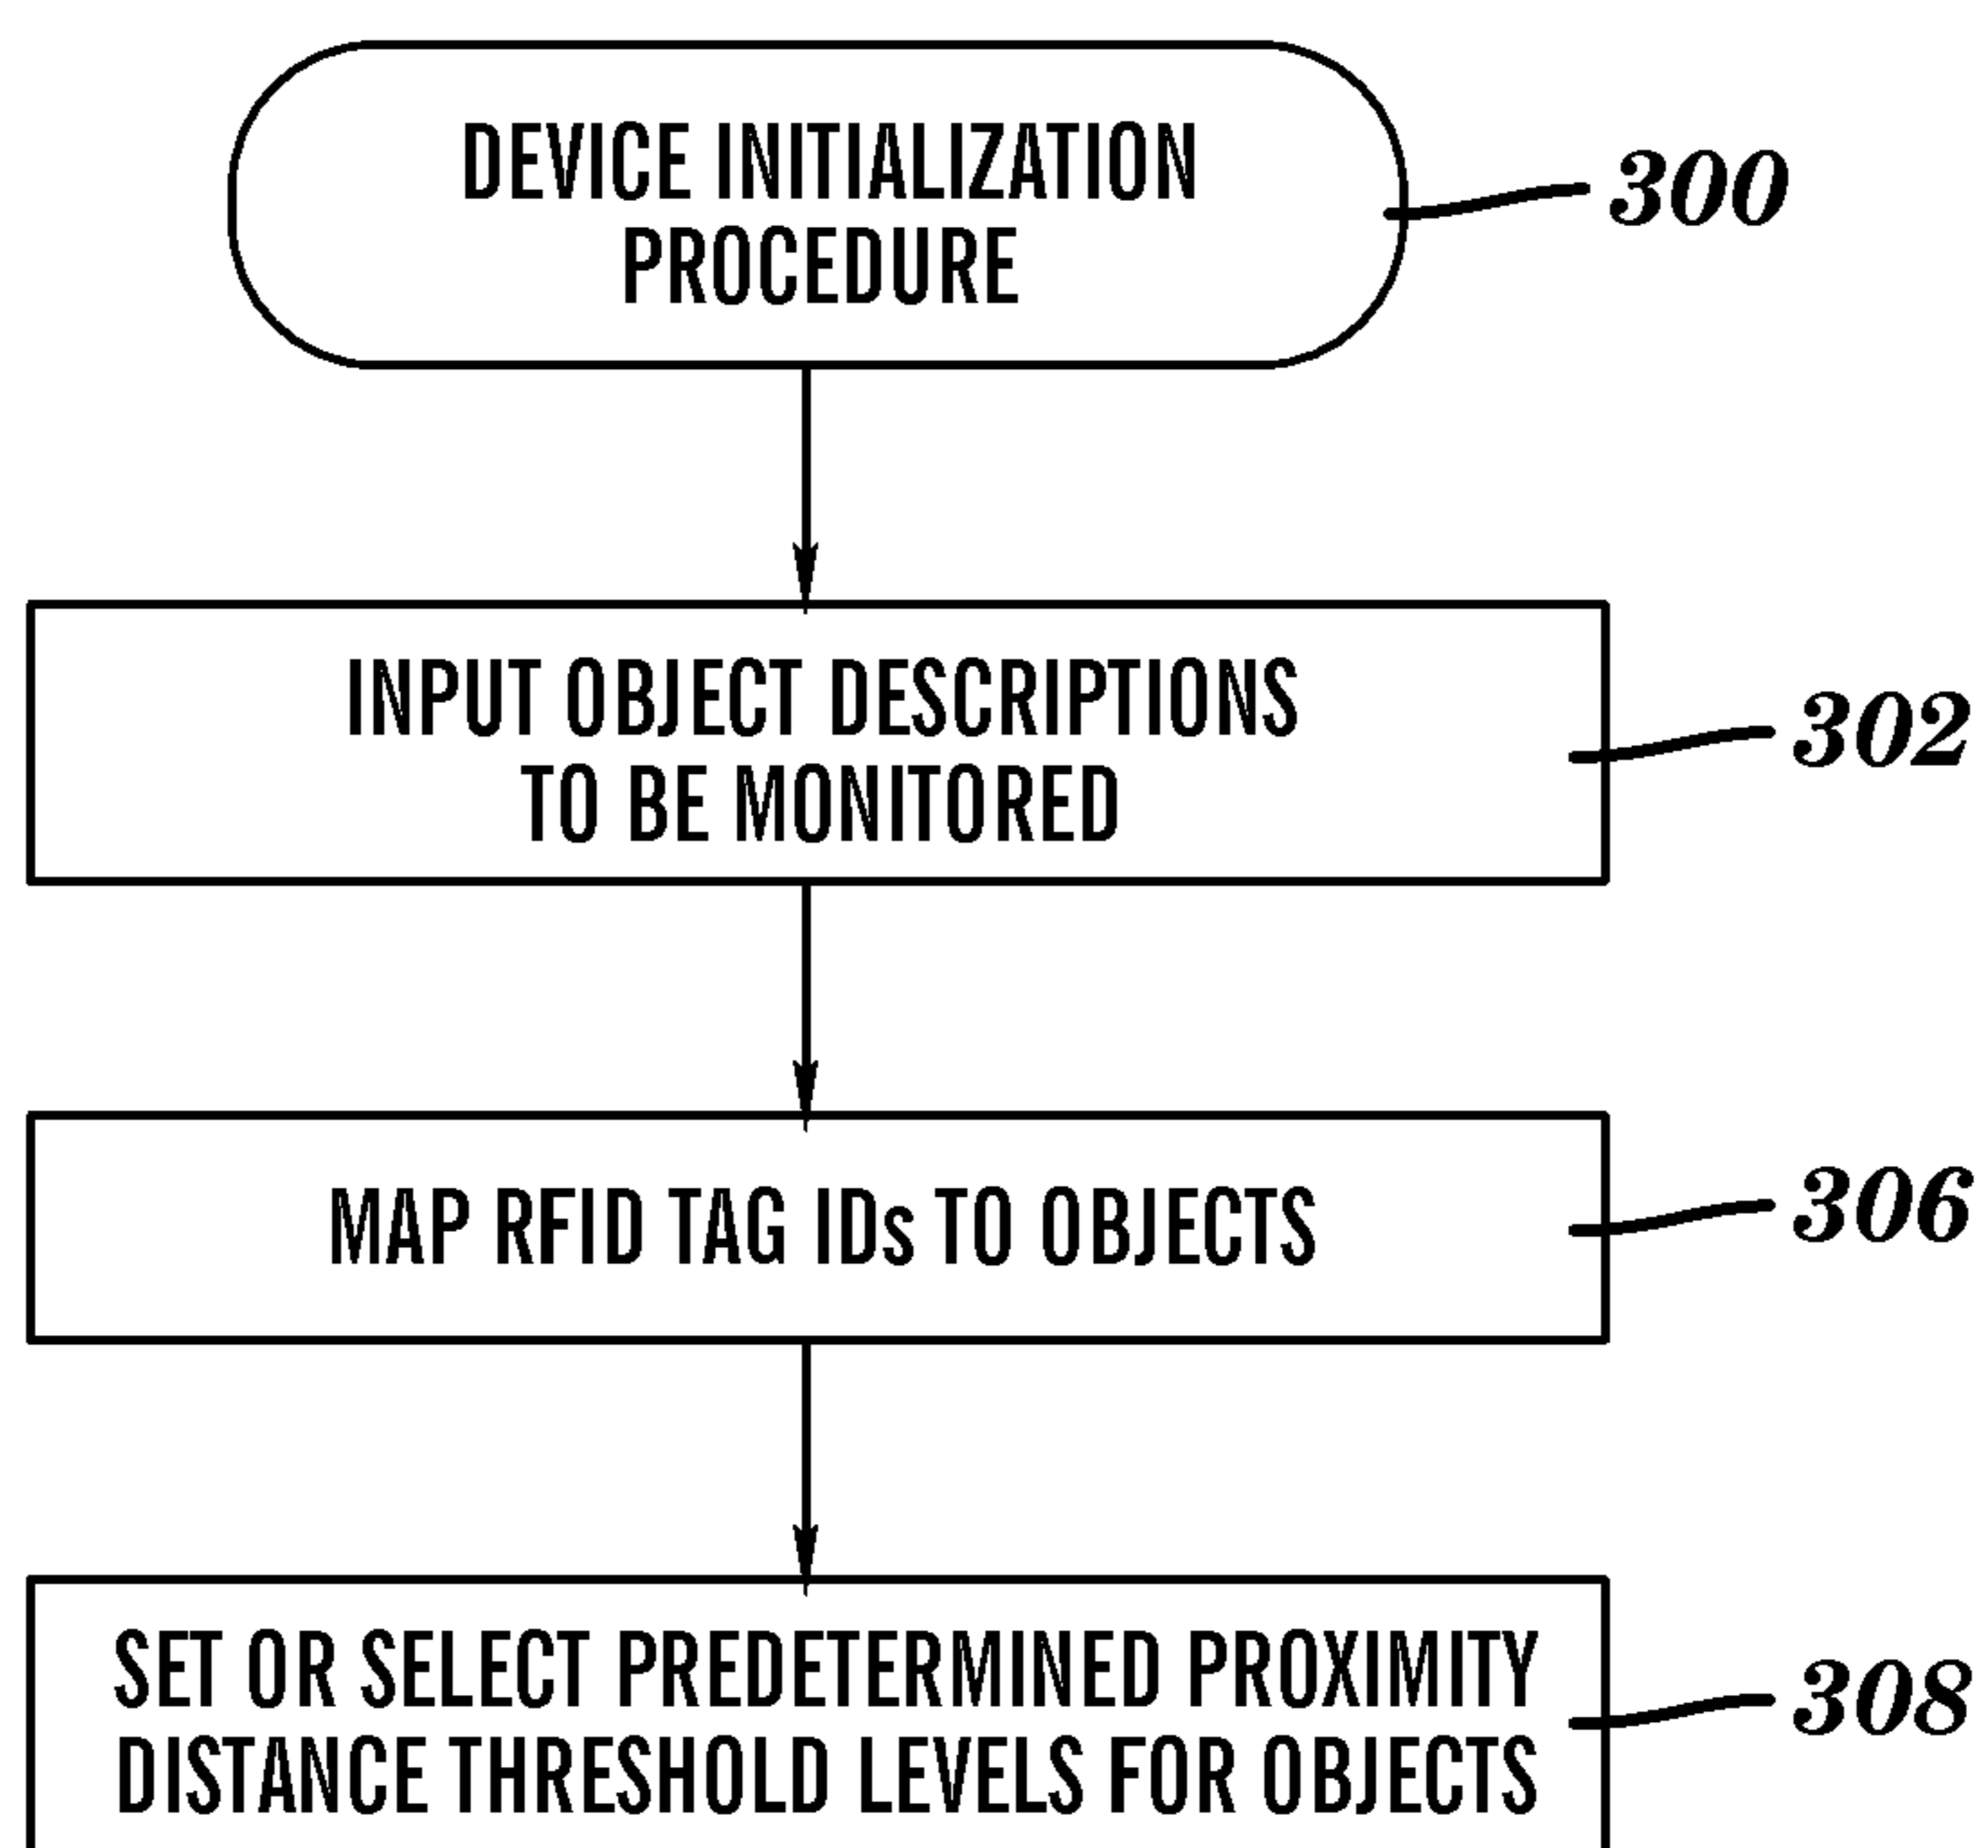 DEVICE INITIALIZATION
PROCEDURE
300
INPUT OBJECT DESCRIPTIONS
TO BE MONITORED
302
MAP RFID TAG IDs TO OBJECTS
306
SET OR SELECT PREDETERMINED PROXIMITY
DISTANCE THRESHOLD LEVELS FOR OBJECTS
308